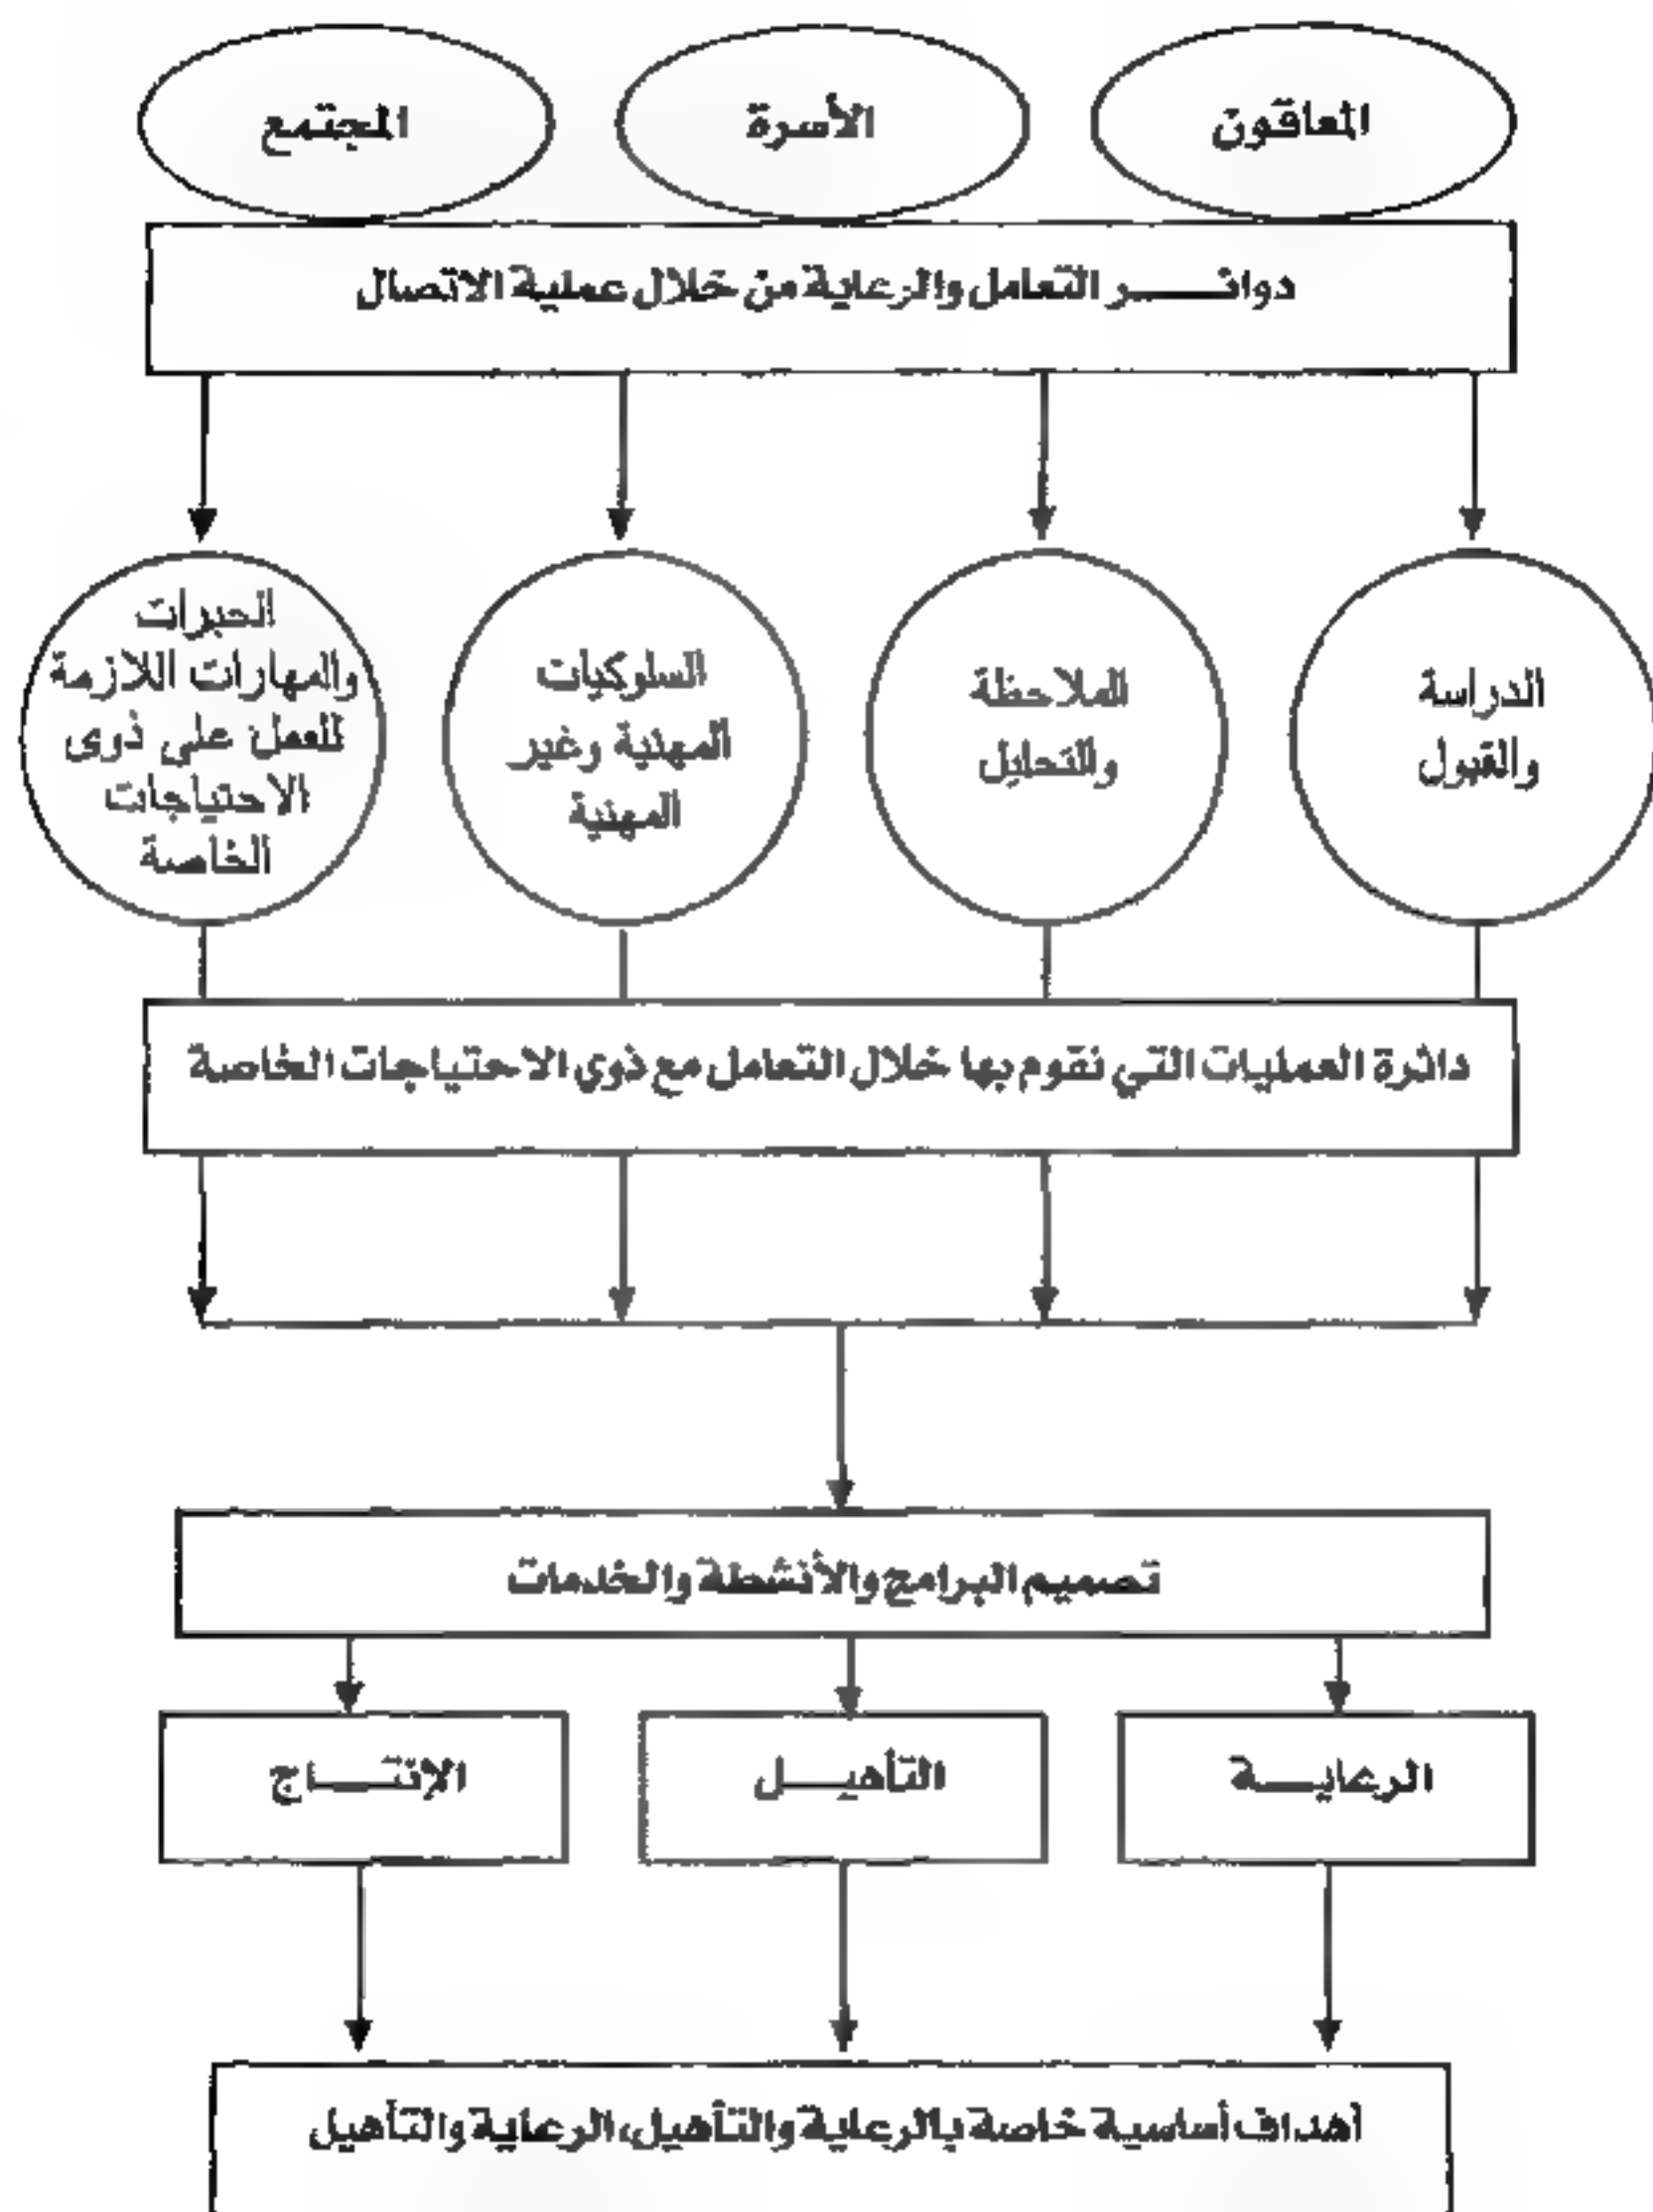 المعاقون
الأسرة
المجتمع
دوائـــر التعامل والرعاية من خلال عملية الاتصال
الدراسة
والقبول
الملاحظة
والتحليل
السلوكيات
المهنية وغير
المهنية
الخبرات
والمهارات اللازمة
للعمل على ذوى
الاحتياجات
الخاصة
دائرة العمليات التي نقوم بها خلال التعامل مع ذوي الاحتياجات الخاصة
تصميم البرامج والأنشطة والخدمات
الرعايـــة
التأهيـــل
الإنتـــاج
أهداف أساسية خاصة بالرعاية والتأهيل، الرعاية والتأهيل